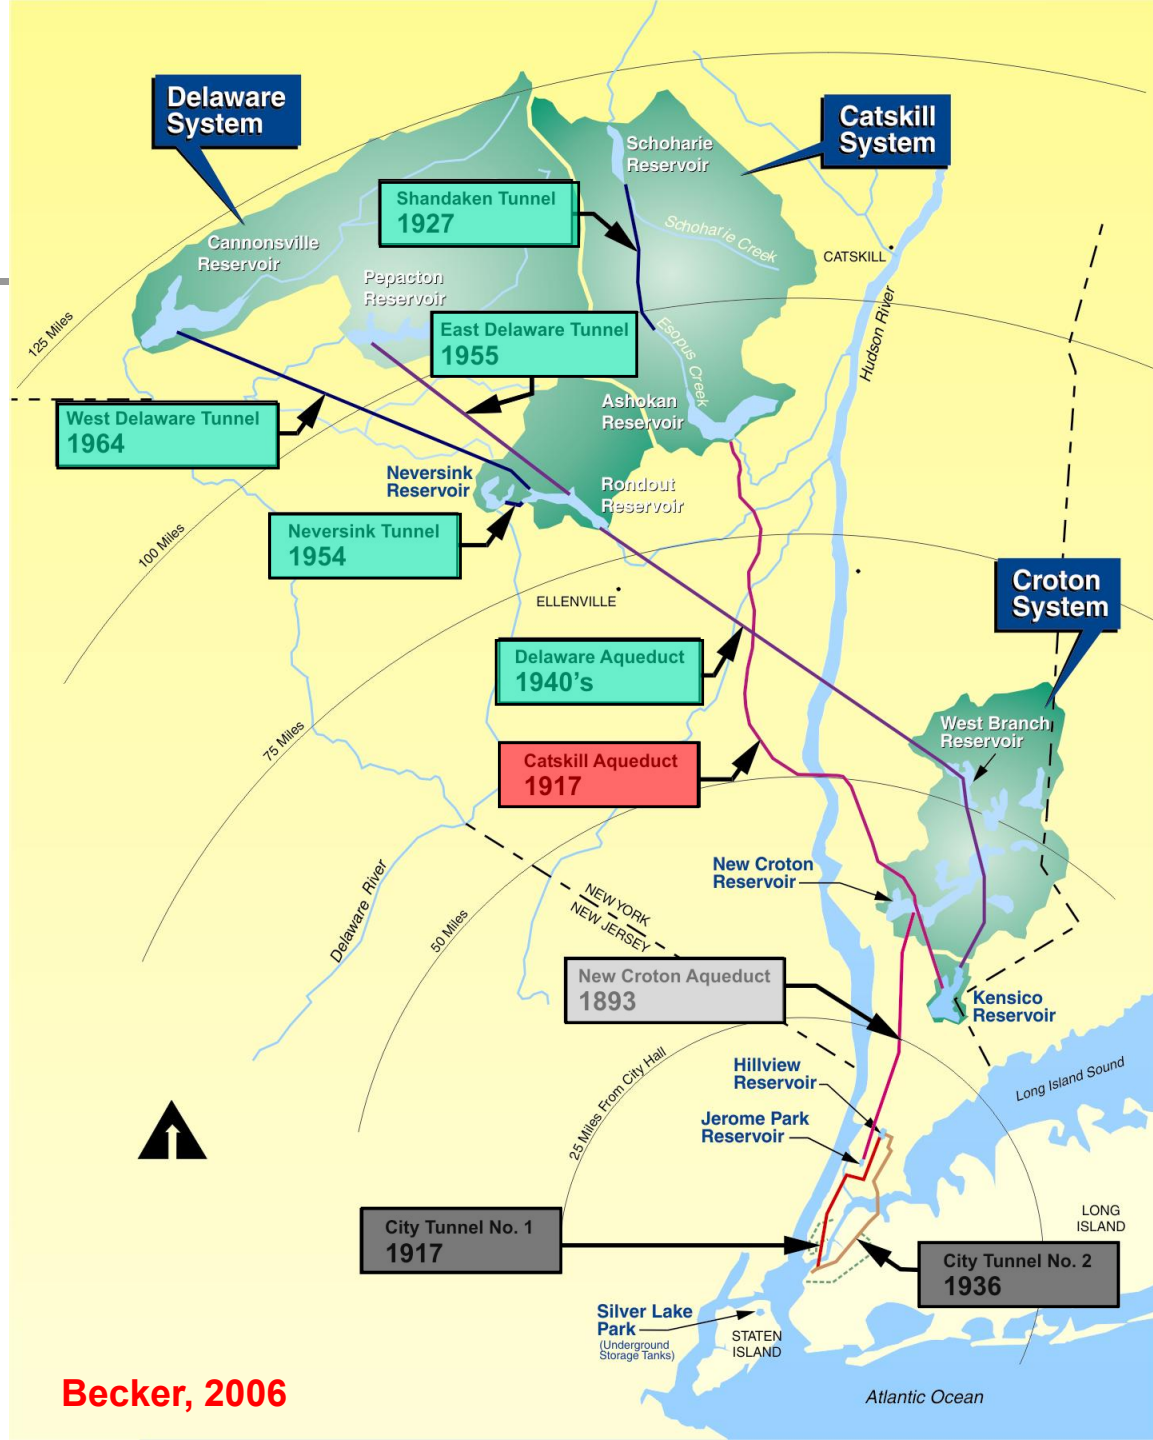 Delaware
System
Catskill
System
Schoharie
Reservoir
Shandaken Tunnel
1927
Schoharie Creek
Cannonsville
Reservoir
CATSKILL
Pepacton
Reservoir
East Delaware Tunnel
1955
Esopus Creek
Hudson River
125 Miles
West Delaware Tunnel
1964
Ashokan
Reservoir
Neversink
Reservoir
Rondout
Reservoir
Neversink Tunnel
1954
100 Miles
ELLENVILLE
Croton
System
Delaware Aqueduct
1940’s
75 Miles
West Branch
Reservoir
Catskill Aqueduct
1917
New Croton
Reservoir
Delaware River
50 Miles
NEW YORK
NEW JERSEY
New Croton Aqueduct
1893
Kensico
Reservoir
25 Miles From City Hall
Hillview
Reservoir
Long Island Sound
Jerome Park
Reservoir
City Tunnel No. 1
1917
LONG
ISLAND
City Tunnel No. 2
1936
Silver Lake
Park
(Underground
Storage Tanks)
STATEN
ISLAND
Becker, 2006
Atlantic Ocean